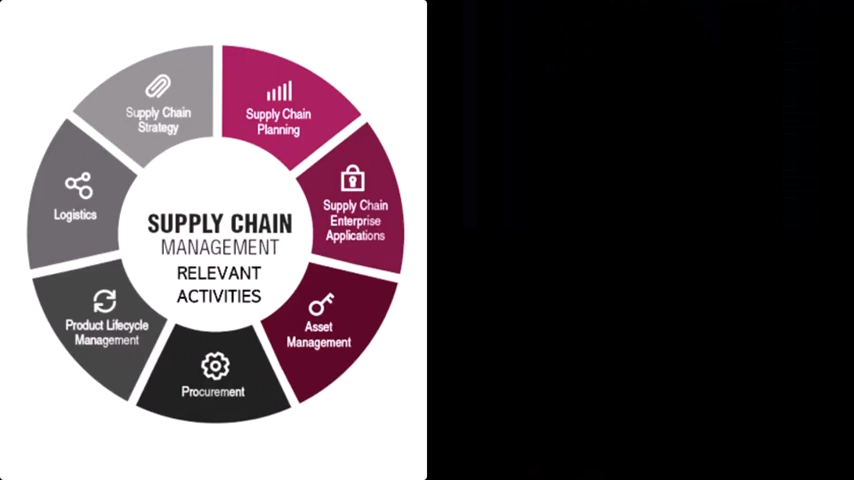 Supply Chain
Strategy
Supply Chain
Planning
Supply Chain
Enterprise
Applications
Asset
Management
Procurement
Product Lifecycle
Management
Logistics
SUPPLY CHAIN
MANAGEMENT
RELEVANT
ACTIVITIES